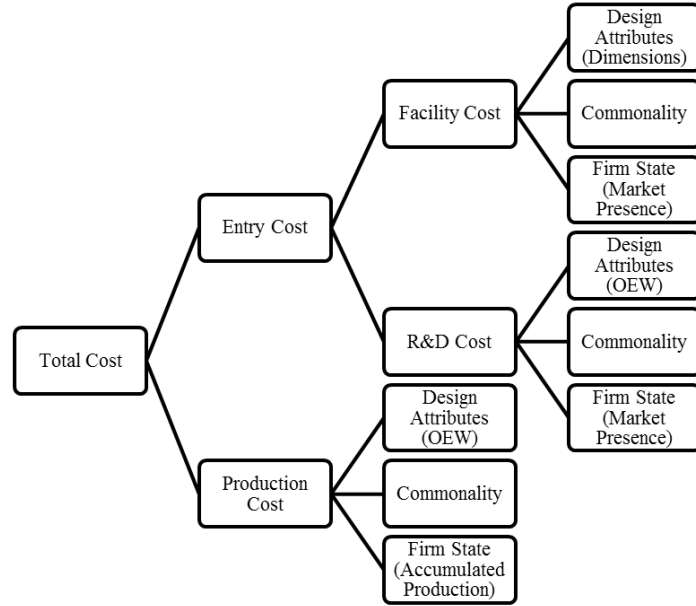 Design
Attributes
(Dimensions)
Facility Cost
Commonality
Firm State
(Market
Presence)
Entry Cost
Design
Attributes
(OEW)
R&D Cost
Commonality
Firm State
(Market
Presence)
Total Cost
Design
Attributes
(OEW)
Production
Cost
Commonality
Firm State
(Accumulated
Production)